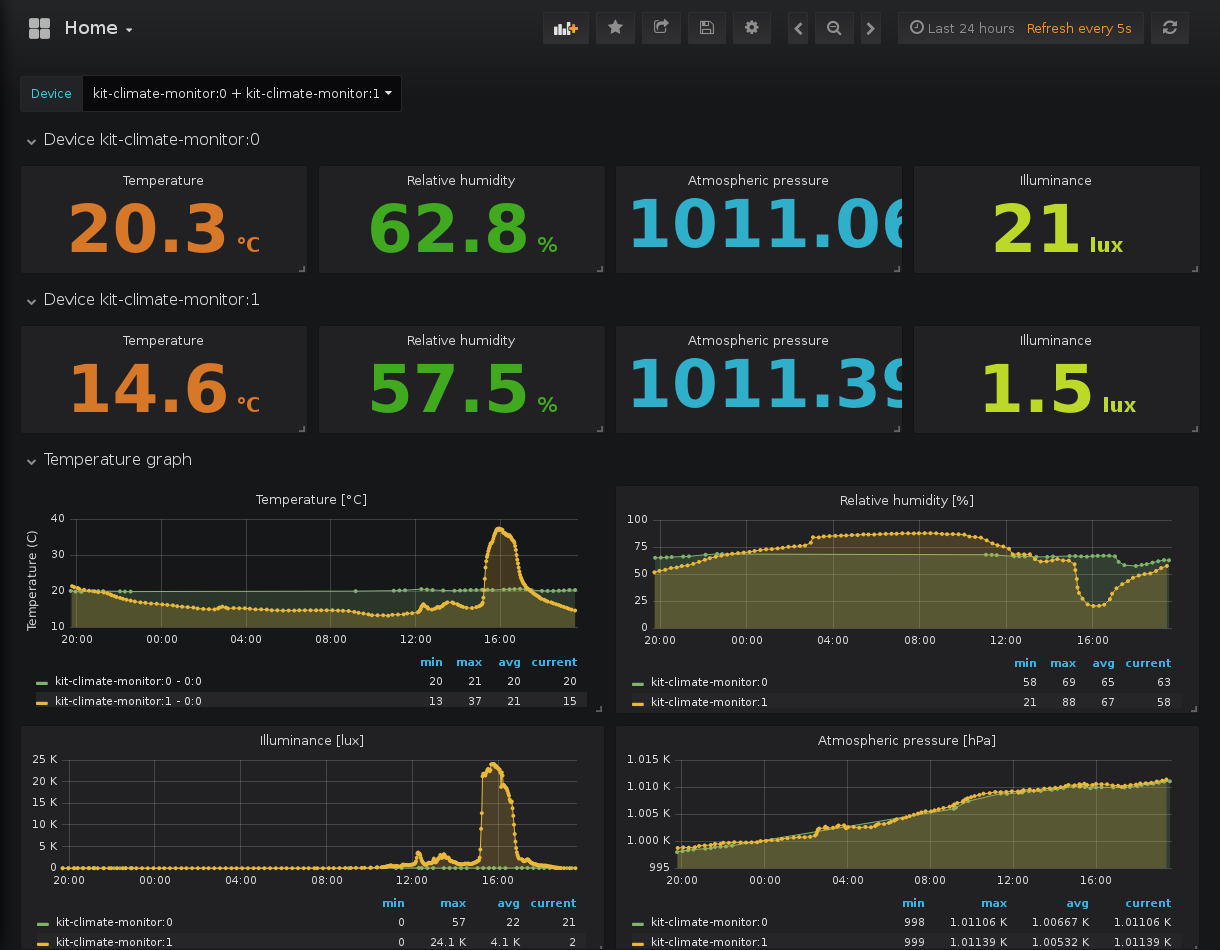 Home
Last 24 hours Refresh every 5s
Device kit-climate-monitor:0 + kit-climate-monitor:1
Device kit-climate-monitor:0
Temperature Relative humidity Atmospheric pressure Illuminance
20.3 °C 62.8 % 1011.06 21 lux
Device kit-climate-monitor:1
Temperature Relative humidity Atmospheric pressure Illuminance
14.6 °C 57.5 % 1011.39 1.5 lux
Temperature graph
Temperature [°C]
Temperature (C)
40
30
20
10
20:00 00:00 04:00 08:00 12:00 16:00
min max avg current
kit-climate-monitor:0 - 0:0 20 21 20 20
kit-climate-monitor:1 - 0:0 13 37 21 15
Relative humidity [%]
100
75
50
25
0
20:00 00:00 04:00 08:00 12:00 16:00
min max avg current
kit-climate-monitor:0 58 69 65 63
kit-climate-monitor:1 21 88 67 58
Illuminance [lux]
25 K
20 K
15 K
10 K
5 K
0
20:00 00:00 04:00 08:00 12:00 16:00
min max avg current
kit-climate-monitor:0 0 57 22 21
kit-climate-monitor:1 0 24.1 K 4.1 K 2
Atmospheric pressure [hPa]
1.015 K
1.010 K
1.005 K
1.000 K
995
20:00 00:00 04:00 08:00 12:00 16:00
min max avg current
kit-climate-monitor:0 998 1.01106 K 1.00667 K 1.01106 K
kit-climate-monitor:1 999 1.01139 K 1.00532 K 1.01139 K